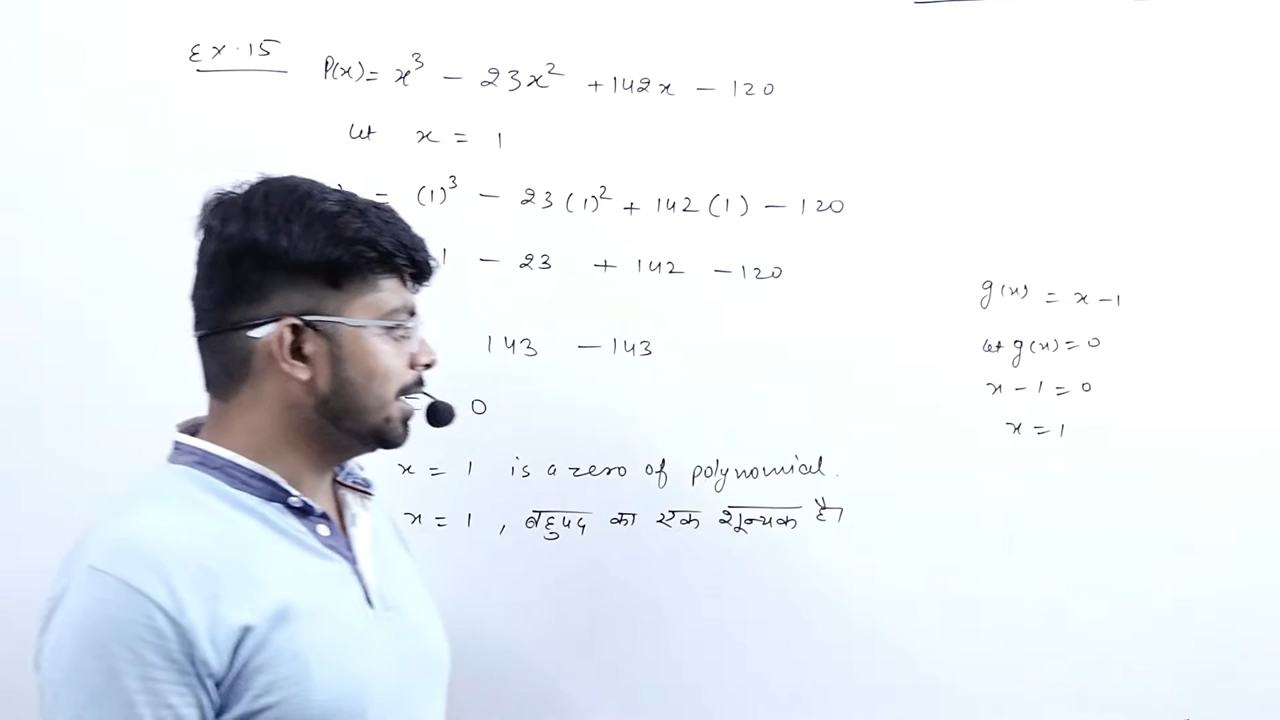 Ex.15 P(x)= x³ - 23x² +142x - 120
Let x = 1
= (1)³ - 23(1)² + 142(1) - 120
1 - 23 + 142 - 120
143 - 143
= 0
x = 1 is a zero of polynomial.
x = 1 , बहुपद का एक शून्यक है।
g(x) = x - 1
Let g(x) = 0
x - 1 = 0
x = 1